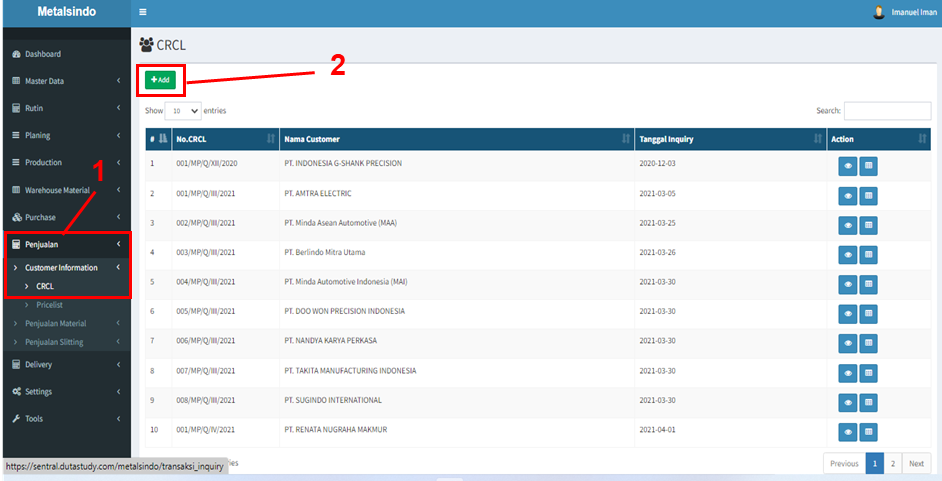 Metalsindo
Imanuel Iman
Dashboard
Master Data
Rutin
Planing
Production
Warehouse Material
Purchase
Penjualan
Customer Information
CRCL
Pricelist
Penjualan Material
Penjualan Slitting
Delivery
Settings
Tools
1
https://sentral.dutastudy.com/metalsindo/transaksi_inquiry
CRCL
+Add
2
Show 10 entries
Search:
# No.CRCL Nama Customer Tanggal Inquiry Action
1 001/MP/Q/XII/2020 PT. INDONESIA G-SHANK PRECISION 2020-12-03
2 001/MP/Q/III/2021 PT. AMTRA ELECTRIC 2021-03-05
3 002/MP/Q/III/2021 PT. Minda Asean Automotive (MAA) 2021-03-25
4 003/MP/Q/III/2021 PT. Berlindo Mitra Utama 2021-03-26
5 004/MP/Q/III/2021 PT. Minda Automotive Indonesia (MAI) 2021-03-30
6 005/MP/Q/III/2021 PT. DOO WON PRECISION INDONESIA 2021-03-30
7 006/MP/Q/III/2021 PT. NANDYA KARYA PERKASA 2021-03-30
8 007/MP/Q/III/2021 PT. TAKITA MANUFACTURING INDONESIA 2021-03-30
9 008/MP/Q/III/2021 PT. SUGINDO INTERNATIONAL 2021-03-30
10 001/MP/Q/IV/2021 PT. RENATA NUGRAHA MAKMUR 2021-04-01
Previous 1 2 Next